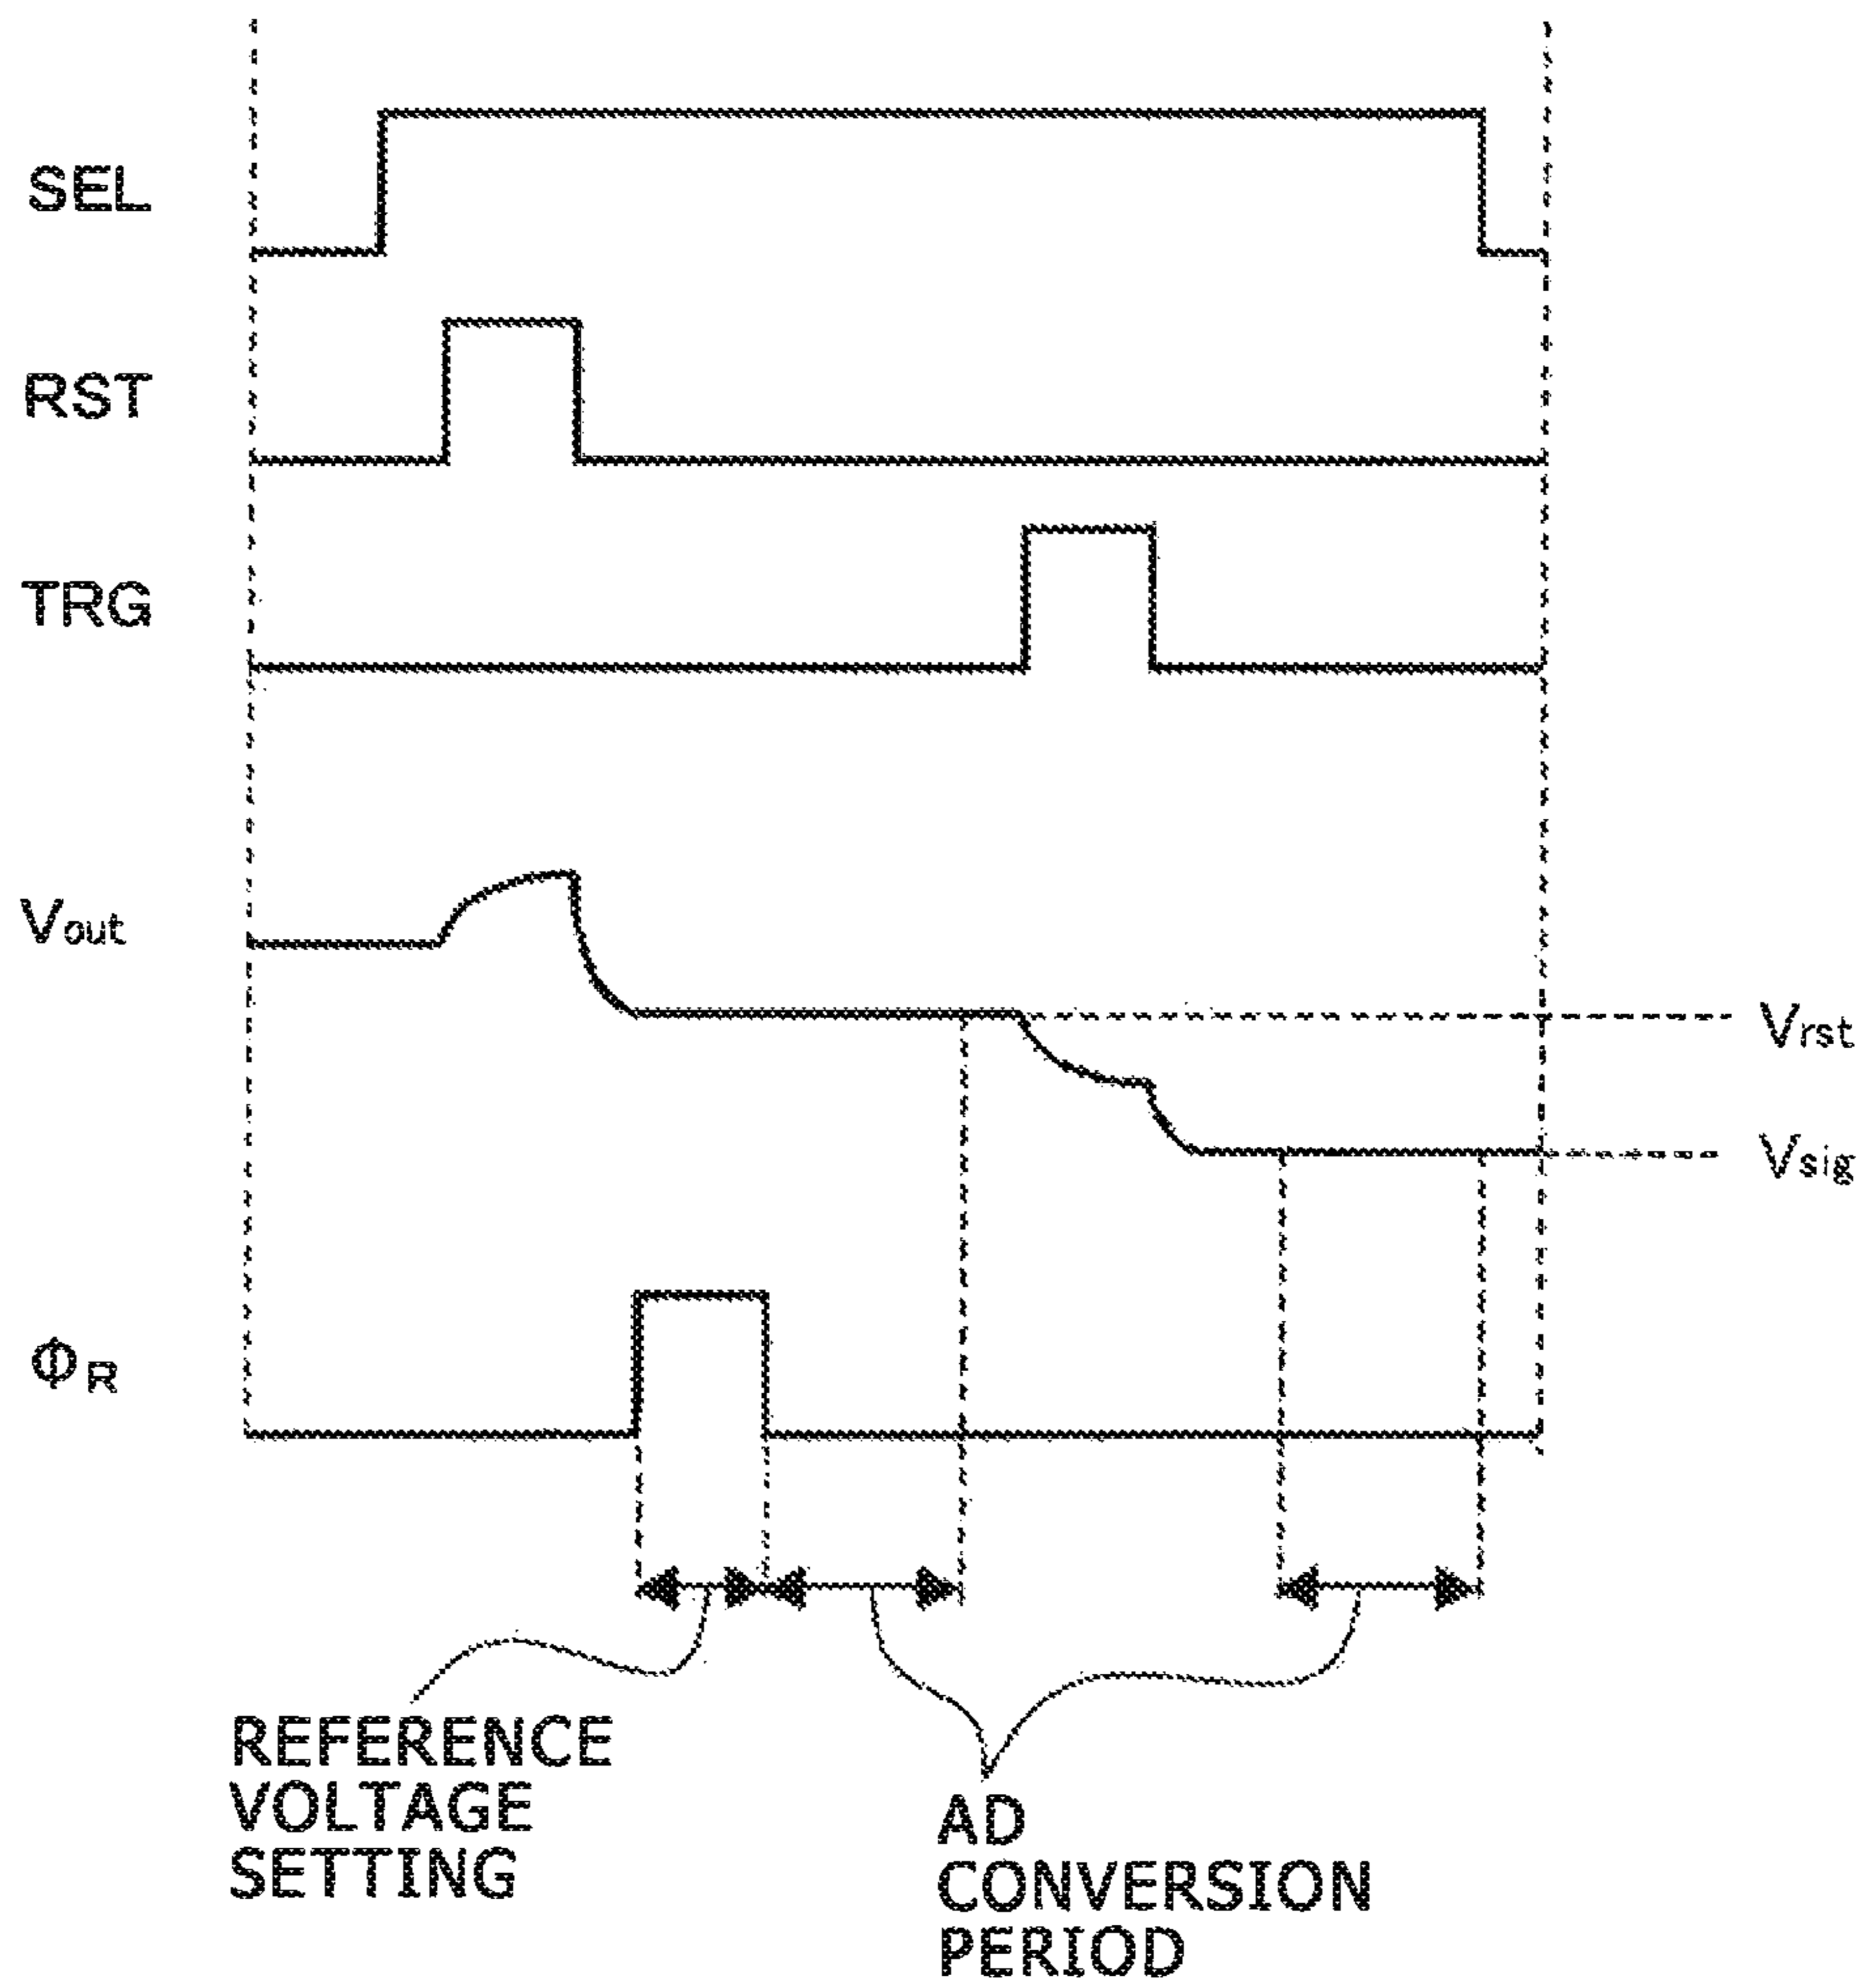 SEL
RST
TRG
Vout
Vrst
Vsig
ΦR
REFERENCE
VOLTAGE
SETTING
AD
CONVERSION
PERIOD